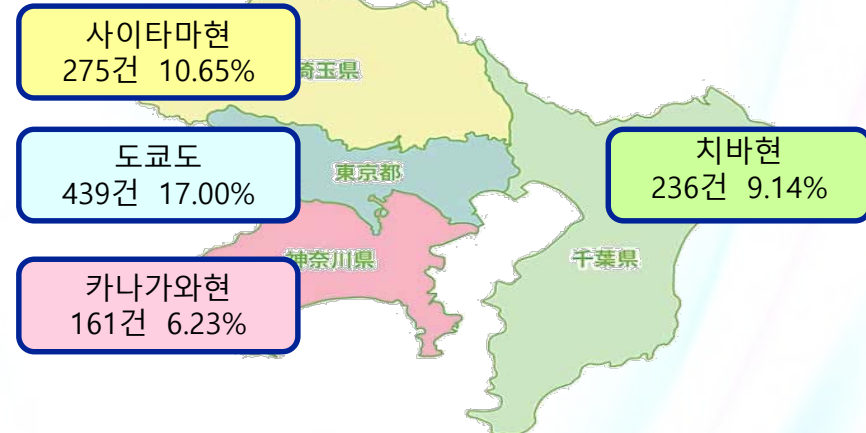 사이타마현
275건 10.65%
埼玉県
도쿄도
439건 17.00%
東京都
치바현
236건 9.14%
카나가와현
161건 6.23%
神奈川県
千葉県